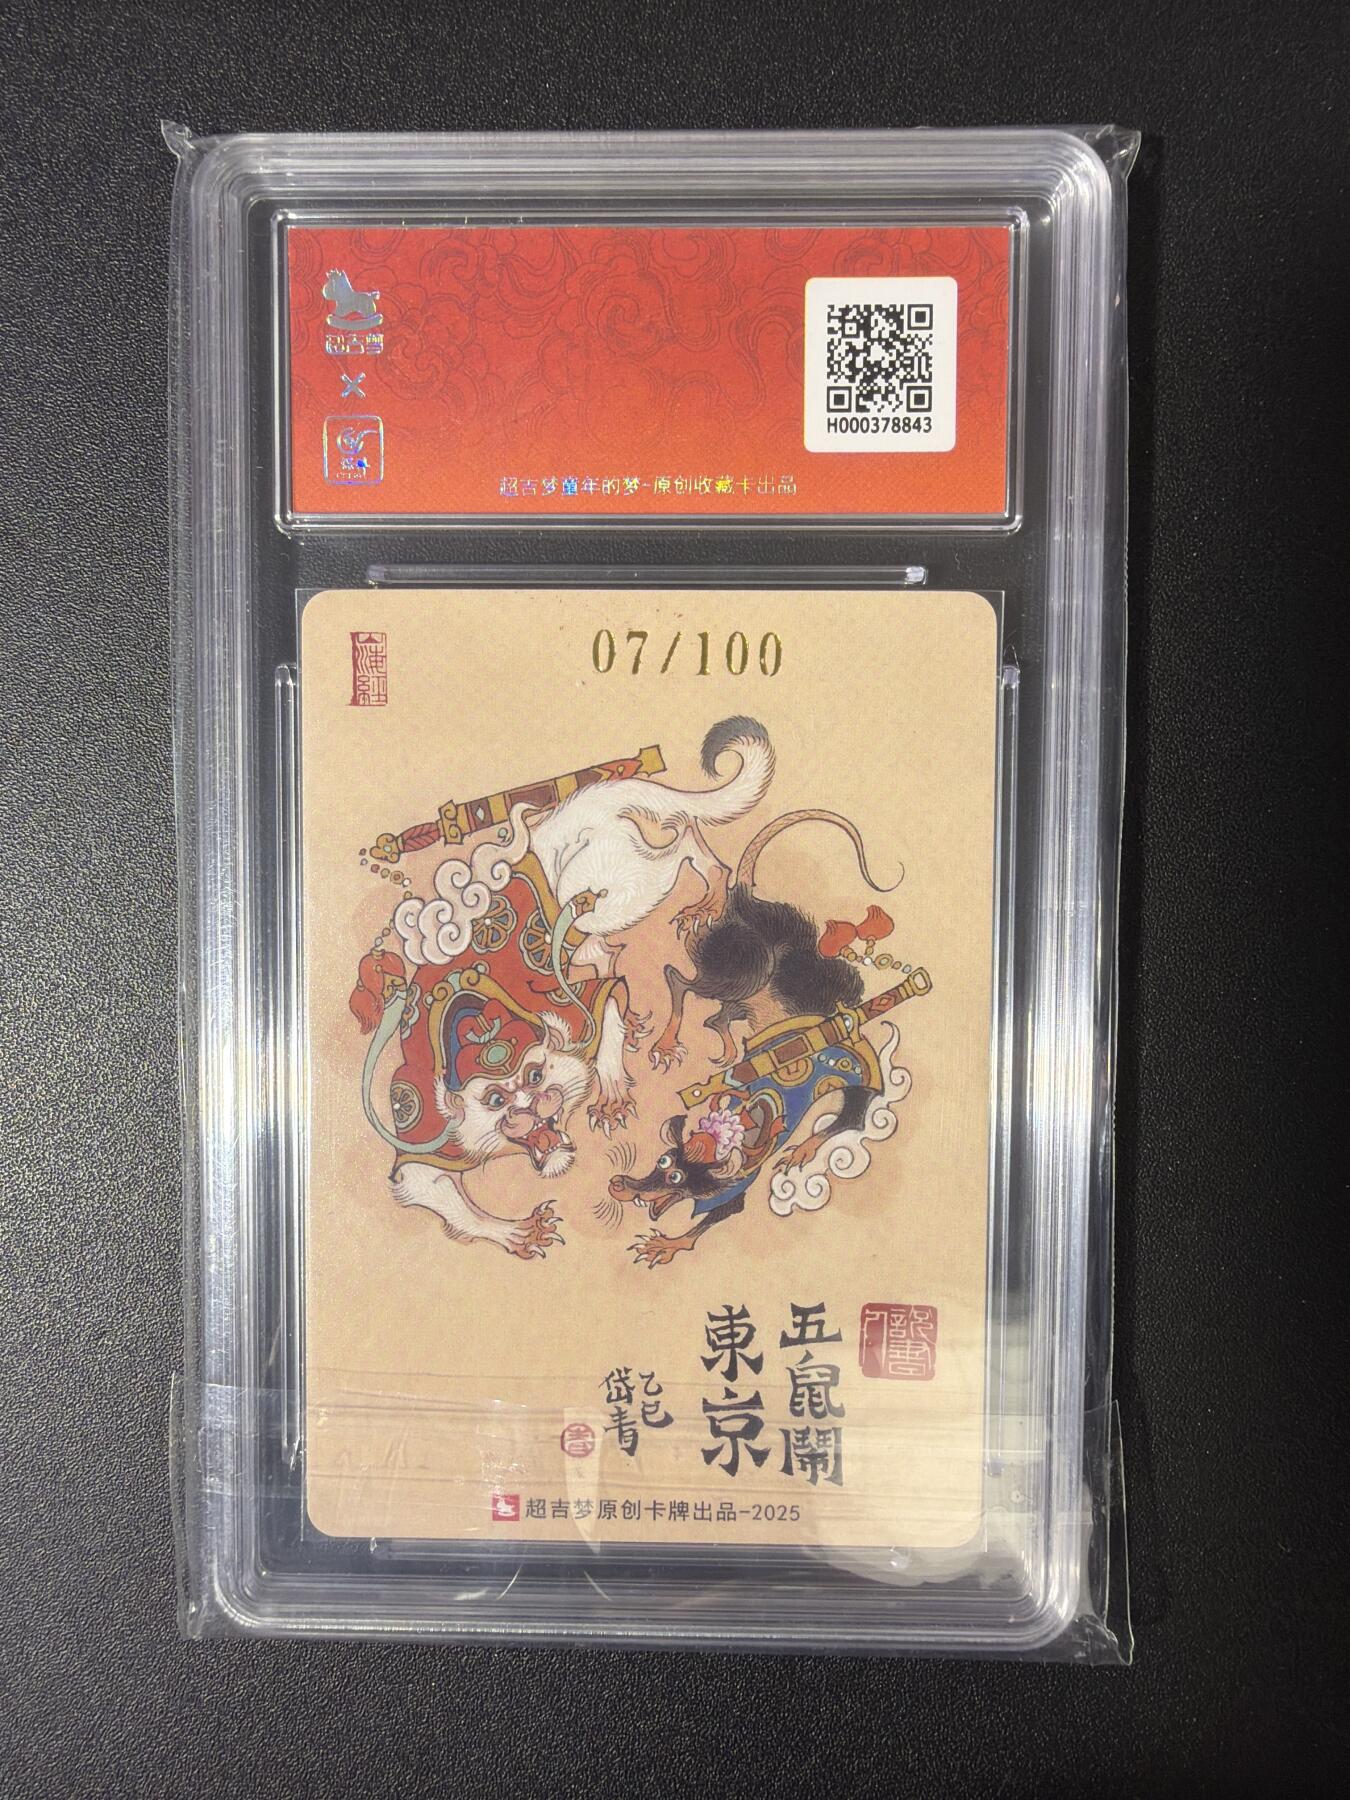 超吉梦
×
H000378843
超吉梦童年的梦-原创收藏卡出品
07/100
五鼠鬧
東京
乙巳
岱青
超吉梦原创卡牌出品-2025